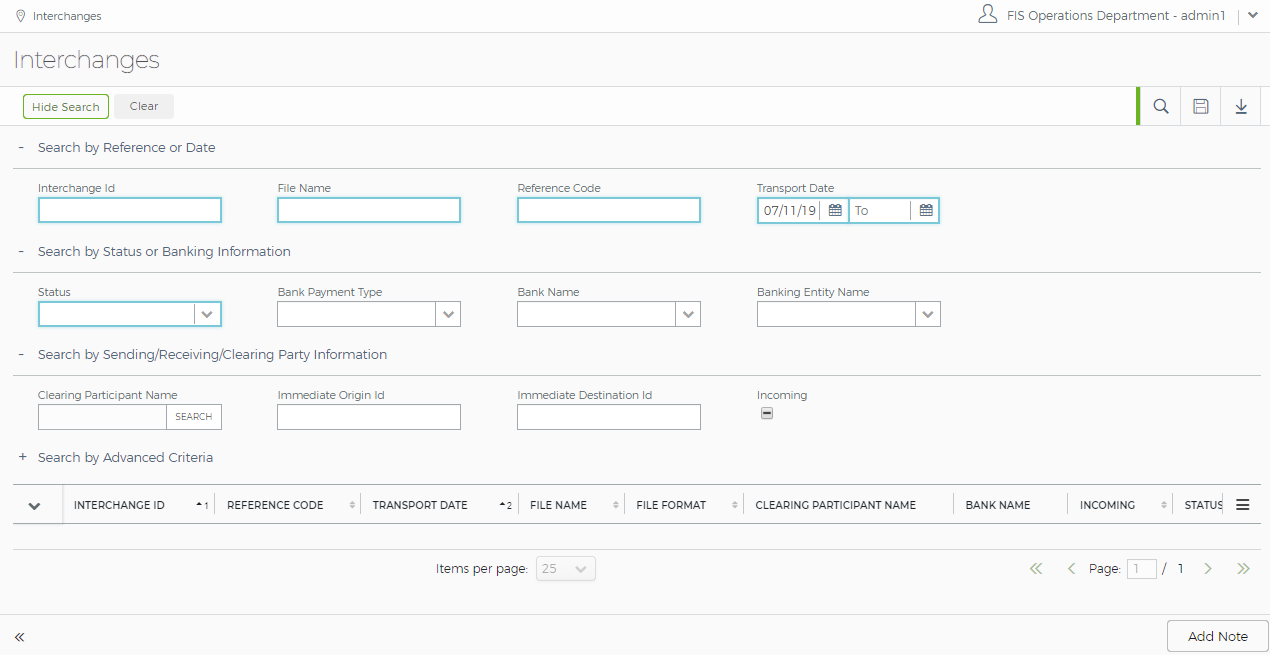 Interchanges
FIS Operations Department - admin1
Interchanges
Hide Search Clear
- Search by Reference or Date
Interchange Id File Name Reference Code Transport Date
07/11/19 To
- Search by Status or Banking Information
Status Bank Payment Type Bank Name Banking Entity Name
- Search by Sending/Receiving/Clearing Party Information
Clearing Participant Name Immediate Origin Id Immediate Destination Id Incoming
SEARCH
+ Search by Advanced Criteria
INTERCHANGE ID 1 REFERENCE CODE TRANSPORT DATE 2 FILE NAME FILE FORMAT CLEARING PARTICIPANT NAME BANK NAME INCOMING STATUS
Items per page: 25 Page: 1 / 1
Add Note